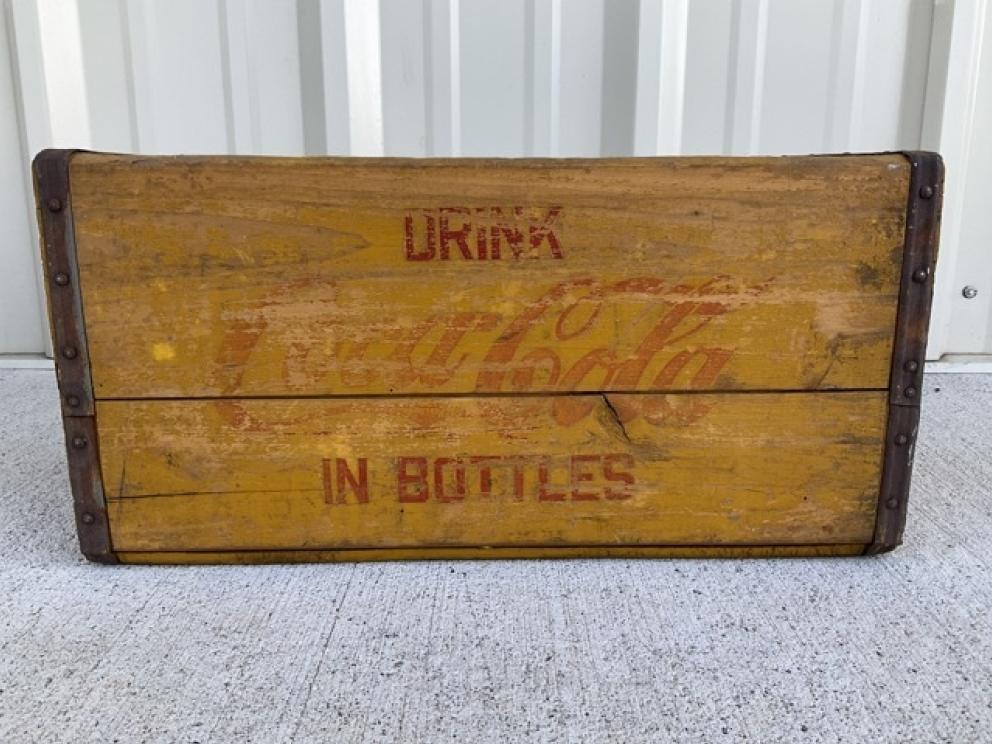 DRINK
Coca-Cola
IN BOTTLES